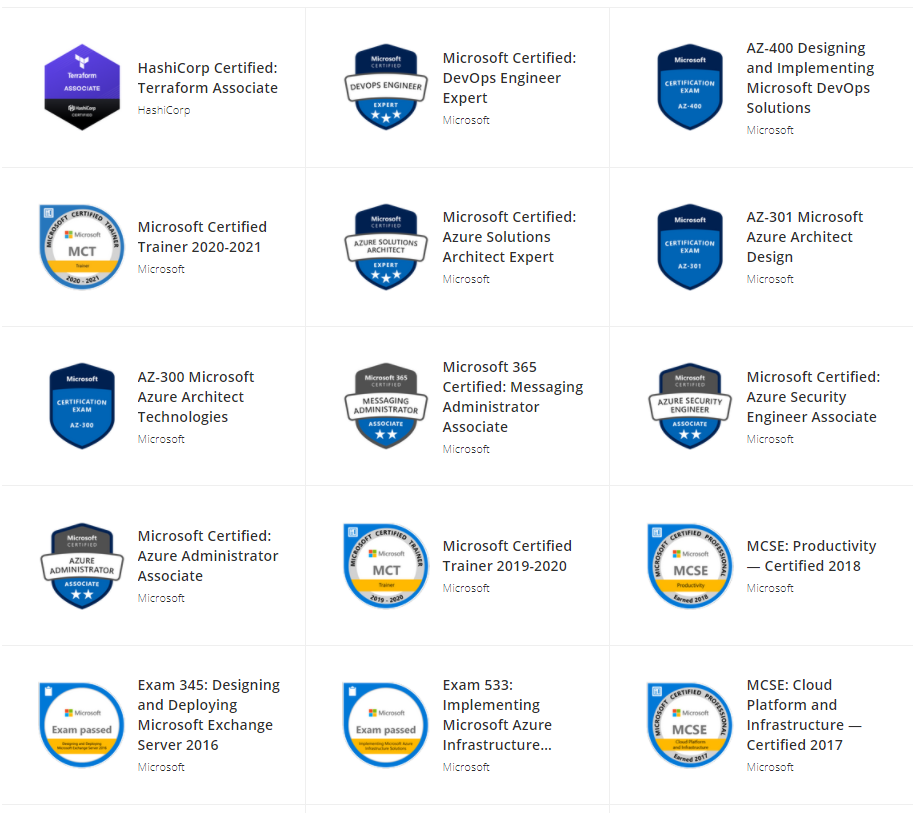 Terraform
ASSOCIATE
HashiCorp
CERTIFIED
HashiCorp Certified:
Terraform Associate
HashiCorp
Microsoft
CERTIFIED
DEVOPS ENGINEER
EXPERT
Microsoft Certified:
DevOps Engineer
Expert
Microsoft
Microsoft
CERTIFICATION
EXAM
AZ-400
AZ-400 Designing
and Implementing
Microsoft DevOps
Solutions
Microsoft
MICROSOFT CERTIFIED TRAINER
Microsoft
MCT
Trainer
2020 - 2021
Microsoft Certified
Trainer 2020-2021
Microsoft
Microsoft
CERTIFIED
AZURE SOLUTIONS
ARCHITECT
EXPERT
Microsoft Certified:
Azure Solutions
Architect Expert
Microsoft
Microsoft
CERTIFICATION
EXAM
AZ-301
AZ-301 Microsoft
Azure Architect
Design
Microsoft
Microsoft
CERTIFICATION
EXAM
AZ-300
AZ-300 Microsoft
Azure Architect
Technologies
Microsoft
Microsoft 365
CERTIFIED
MESSAGING
ADMINISTRATOR
ASSOCIATE
Microsoft 365
Certified: Messaging
Administrator
Associate
Microsoft
Microsoft
CERTIFIED
AZURE SECURITY
ENGINEER
ASSOCIATE
Microsoft Certified:
Azure Security
Engineer Associate
Microsoft
Microsoft
CERTIFIED
AZURE
ADMINISTRATOR
ASSOCIATE
Microsoft Certified:
Azure Administrator
Associate
Microsoft
MICROSOFT CERTIFIED TRAINER
Microsoft
MCT
Trainer
2019 - 2020
Microsoft Certified
Trainer 2019-2020
Microsoft
MICROSOFT CERTIFIED PROFESSIONAL
Microsoft
MCSE
Productivity
Earned 2018
MCSE: Productivity
— Certified 2018
Microsoft
Microsoft
Exam passed
Designing and Deploying
Microsoft Exchange Server 2016
Exam 345: Designing
and Deploying
Microsoft Exchange
Server 2016
Microsoft
Microsoft
Exam passed
Implementing Microsoft Azure
Infrastructure Solutions
Exam 533:
Implementing
Microsoft Azure
Infrastructure...
Microsoft
MICROSOFT CERTIFIED PROFESSIONAL
Microsoft
MCSE
Cloud Platform
and Infrastructure
Earned 2017
MCSE: Cloud
Platform and
Infrastructure —
Certified 2017
Microsoft